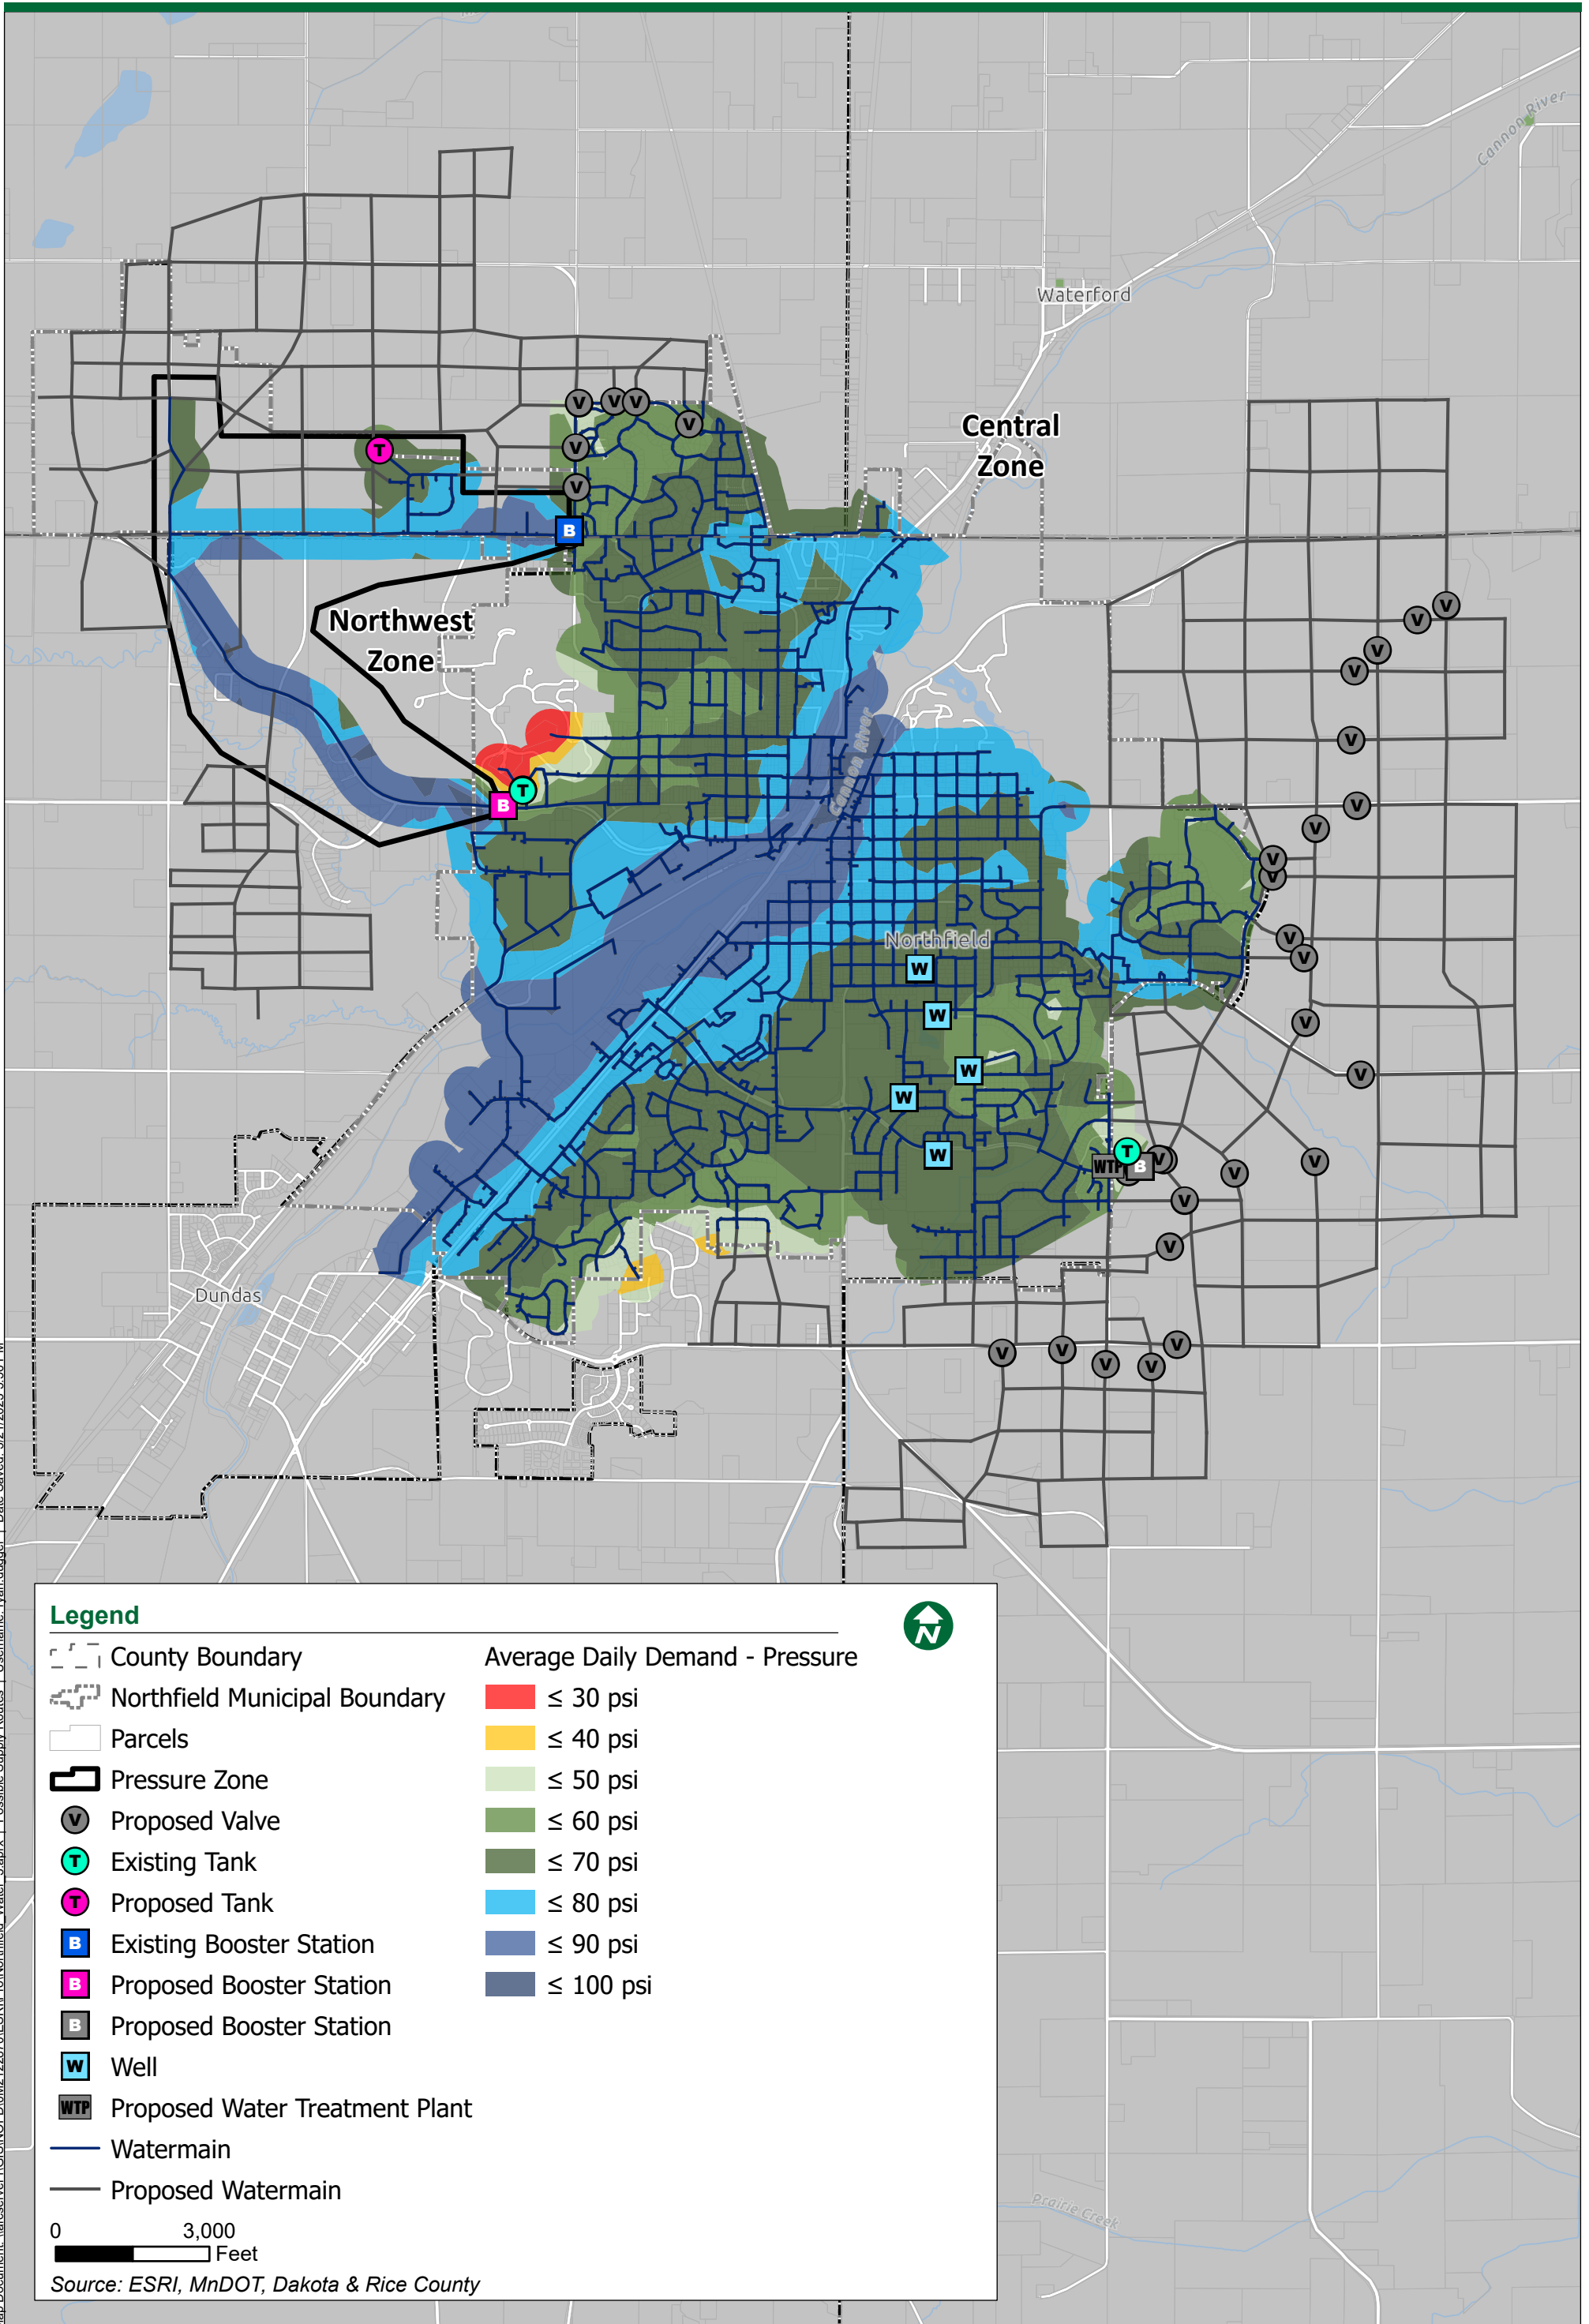 Cannon River
Waterford
Central
Zone
V V V
V
V
T
V
B
V
V
Northwest
Zone
V
V
V
Cannon River
T
B
V
V
V
V
Northfield
V
V
W
W
V
W
V
W
T
W
WTP B V
V
V
V
V
Dundas
V
V
V
V
V
Legend
County Boundary
Northfield Municipal Boundary
Parcels
Pressure Zone
V Proposed Valve
T Existing Tank
T Proposed Tank
B Existing Booster Station
B Proposed Booster Station
B Proposed Booster Station
W Well
WTP Proposed Water Treatment Plant
Watermain
Proposed Watermain
0 3,000
Feet
Source: ESRI, MnDOT, Dakota & Rice County
N
Average Daily Demand - Pressure
≤ 30 psi
≤ 40 psi
≤ 50 psi
≤ 60 psi
≤ 70 psi
≤ 80 psi
≤ 90 psi
≤ 100 psi
Prairie Creek